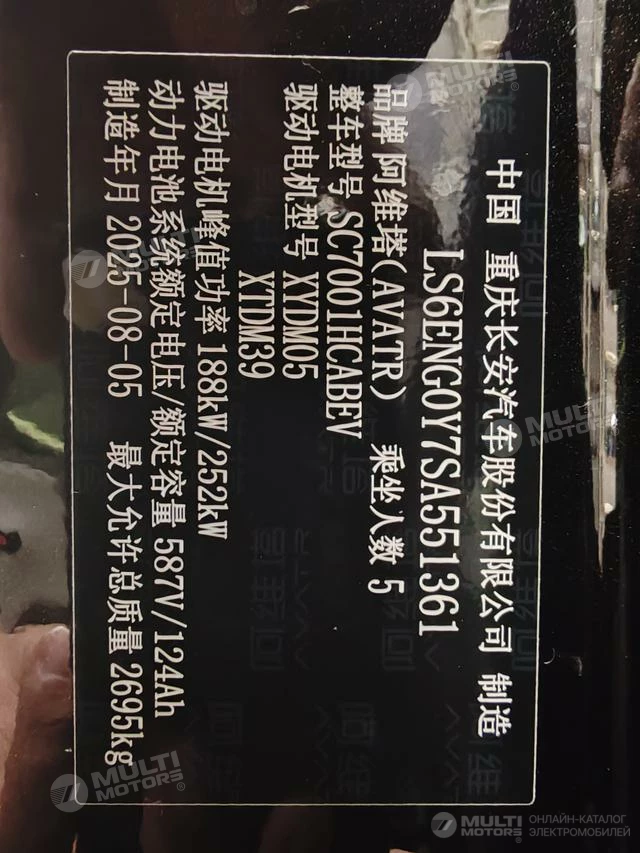 中国 重庆长安汽车股份有限公司 制造
LS6ENG0Y7SA551361
品牌 阿维塔(AVATR) 乘坐人数 5
整车型号 SC7001HCABEV
驱动电机型号 XYDM05
XTDM39
驱动电机峰值功率 188kW/252kW
动力电池系统额定电压/额定容量 587V/124Ah
制造年月 2025-08-05 最大允许总质量 2695kg
MULTI MOTORS®
MULTI MOTORS
MULTI MOTORS
MULTI MOTORS®
MULTI MOTORS® ОНЛАЙН-КАТАЛОГ ЭЛЕКТРОМОБИЛЕЙ